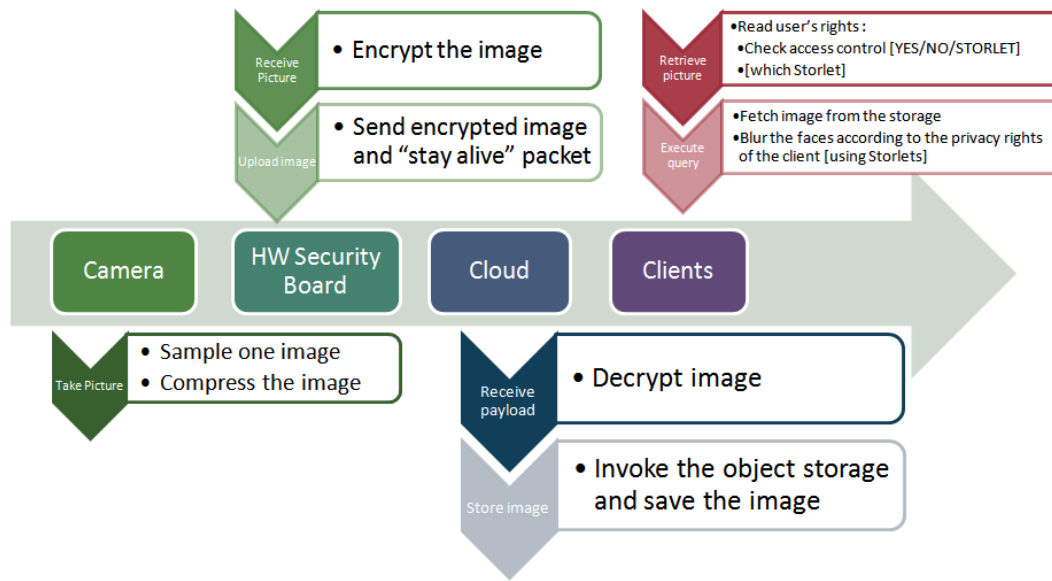 Receive
Picture
• Encrypt the image
Upload image
• Send encrypted image
and “stay alive” packet
Retrieve
picture
•Read user’s rights :
•Check access control [YES/NO/STORLET]
•[which Storlet]
Execute
query
•Fetch image from the storage
•Blur the faces according to the privacy rights
of the client [using Storlets]
Camera
HW Security
Board
Cloud
Clients
Take Picture
• Sample one image
• Compress the image
Receive
payload
• Decrypt image
Store image
• Invoke the object storage
and save the image